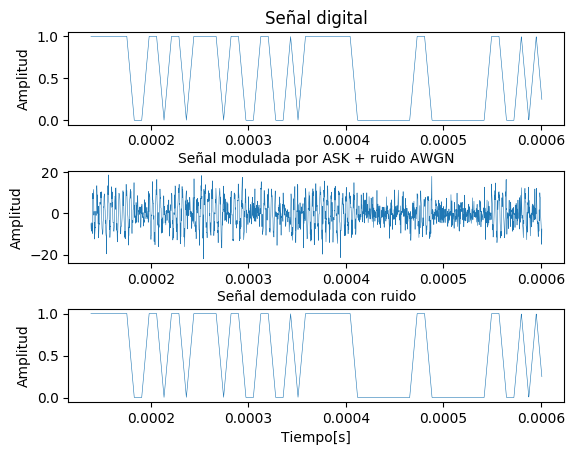 Señal digital
1.0
0.5
0.0
Amplitud
0.0002 0.0003 0.0004 0.0005 0.0006
Señal modulada por ASK + ruido AWGN
20
0
−20
Amplitud
0.0002 0.0003 0.0004 0.0005 0.0006
Señal demodulada con ruido
1.0
0.5
0.0
Amplitud
0.0002 0.0003 0.0004 0.0005 0.0006
Tiempo[s]